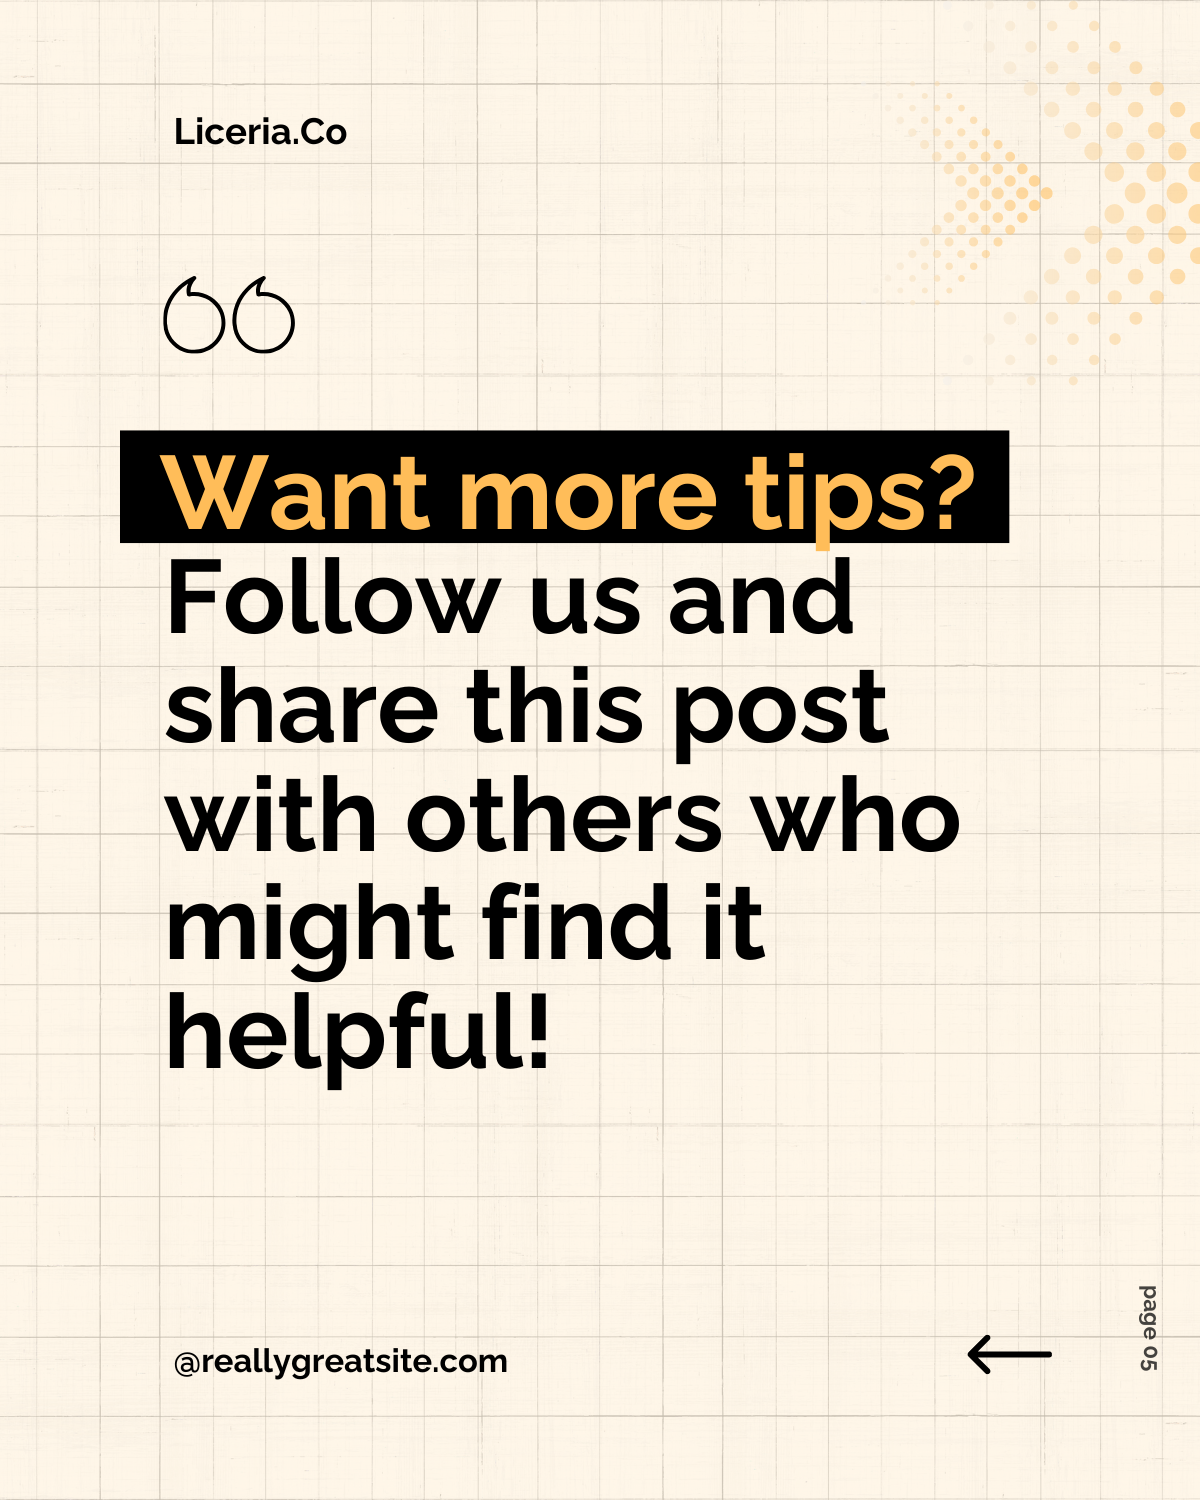 Liceria.Co
Want more tips?
Follow us and
share this post
with others who
might find it
helpful!
@reallygreatsite.com
page 05